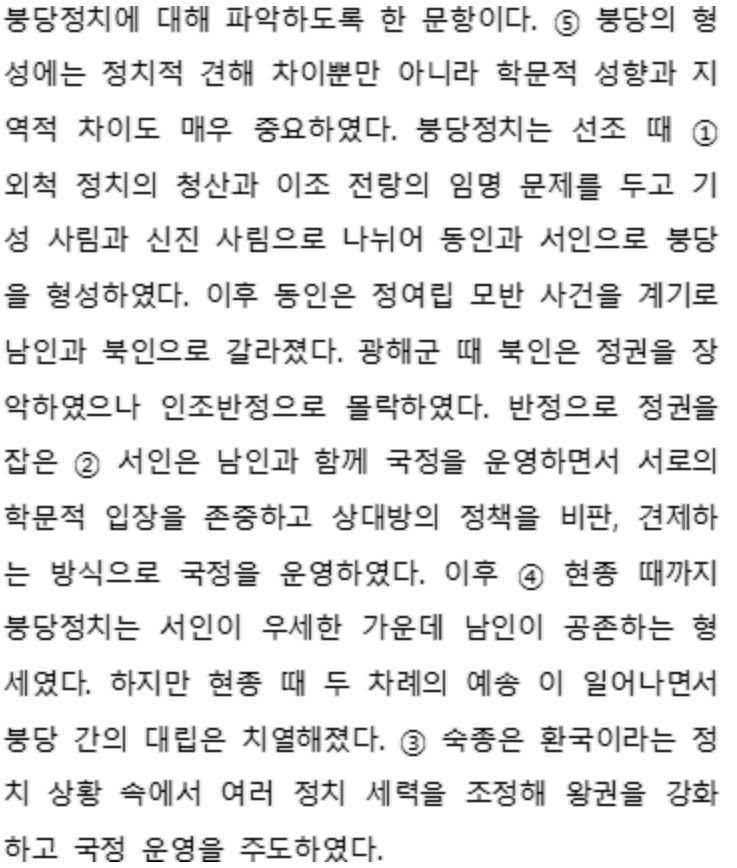 붕당정치에 대해 파악하도록 한 문항이다. ⑤ 붕당의 형
성에는 정치적 견해 차이뿐만 아니라 학문적 성향과 지
역적 차이도 매우 중요하였다. 붕당정치는 선조 때 ①
외척 정치의 청산과 이조 전랑의 임명 문제를 두고 기
성 사림과 신진 사림으로 나뉘어 동인과 서인으로 붕당
을 형성하였다. 이후 동인은 정여립 모반 사건을 계기로
남인과 북인으로 갈라졌다. 광해군 때 북인은 정권을 장
악하였으나 인조반정으로 몰락하였다. 반정으로 정권을
잡은 ② 서인은 남인과 함께 국정을 운영하면서 서로의
학문적 입장을 존중하고 상대방의 정책을 비판, 견제하
는 방식으로 국정을 운영하였다. 이후 ④ 현종 때까지
붕당정치는 서인이 우세한 가운데 남인이 공존하는 형
세였다. 하지만 현종 때 두 차례의 예송 이 일어나면서
붕당 간의 대립은 치열해졌다. ③ 숙종은 환국이라는 정
치 상황 속에서 여러 정치 세력을 조정해 왕권을 강화
하고 국정 운영을 주도하였다.